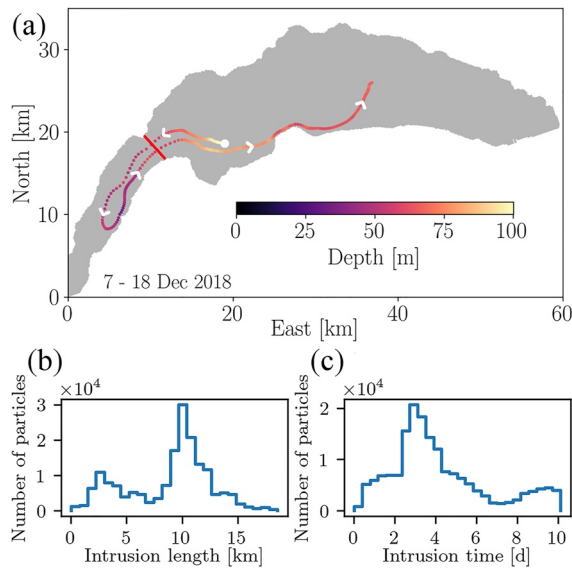 (a)
30
20
10
0
North [km]
0 25 50 75 100
Depth [m]
7 - 18 Dec 2018
0 20 40 60
East [km]
(b)
×10⁴
3
2
1
0
Number of particles
0 5 10 15
Intrusion length [km]
(c)
×10⁴
2
1
0
Number of particles
0 2 4 6 8 10
Intrusion time [d]